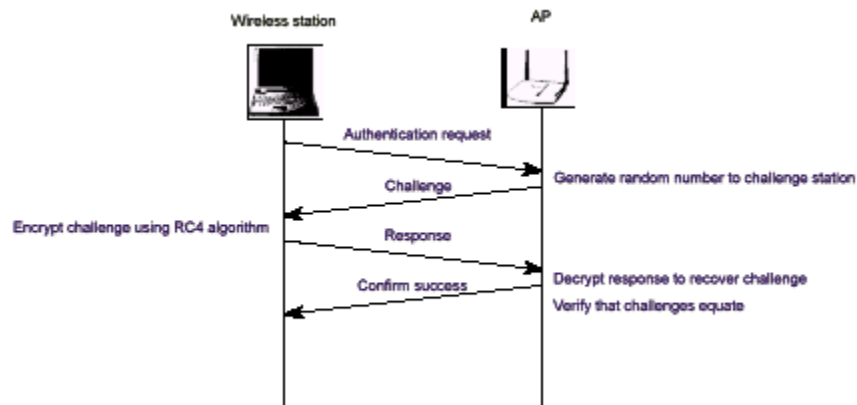 Wireless station
AP
Authentication request
Generate random number to challenge station
Challenge
Encrypt challenge using RC4 algorithm
Response
Decrypt response to recover challenge
Confirm success
Verify that challenges equate